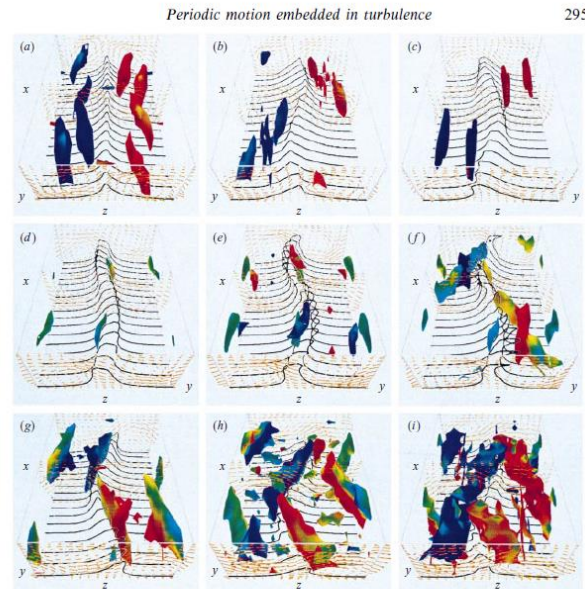 Periodic motion embedded in turbulence 295
(a) (b) (c)
x x x
y z y z y z
(d) (e) (f)
x x x
z y z z y
(g) (h) (i)
x x x
y z y z y z